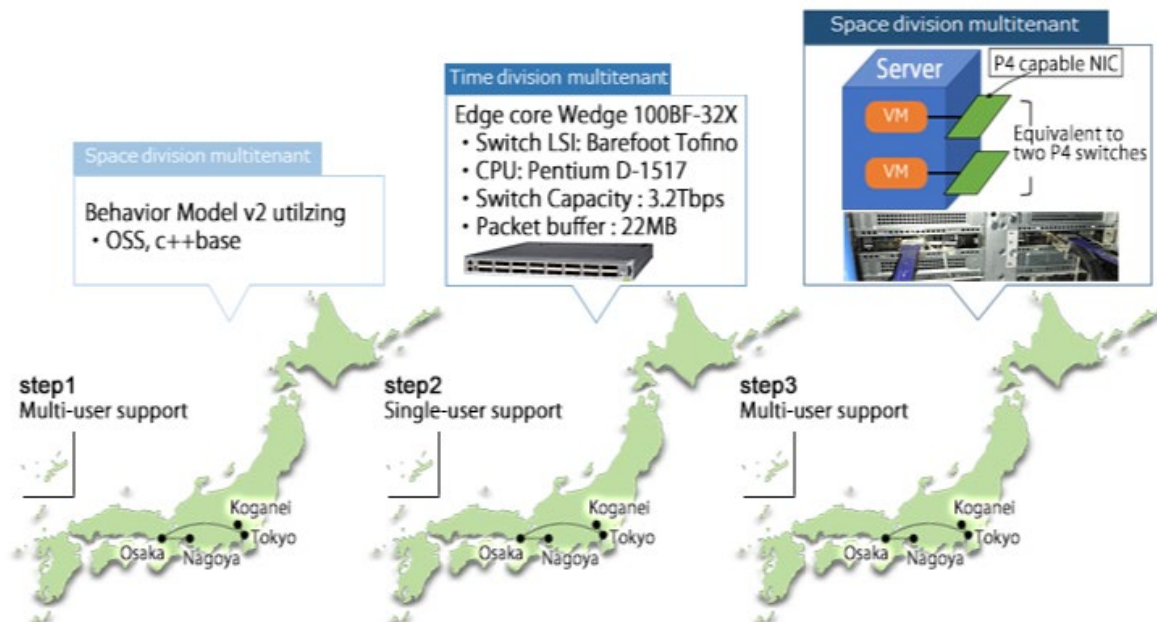 Space division multitenant
Behavior Model v2 utilzing
・OSS, c++base
step1
Multi-user support
Koganei
Tokyo
Osaka
Nagoya
Time division multitenant
Edge core Wedge 100BF-32X
・Switch LSI: Barefoot Tofino
・CPU: Pentium D-1517
・Switch Capacity : 3.2Tbps
・Packet buffer : 22MB
step2
Single-user support
Koganei
Tokyo
Osaka
Nagoya
Space division multitenant
Server
P4 capable NIC
VM
VM
Equivalent to
two P4 switches
step3
Multi-user support
Koganei
Tokyo
Osaka
Nagoya